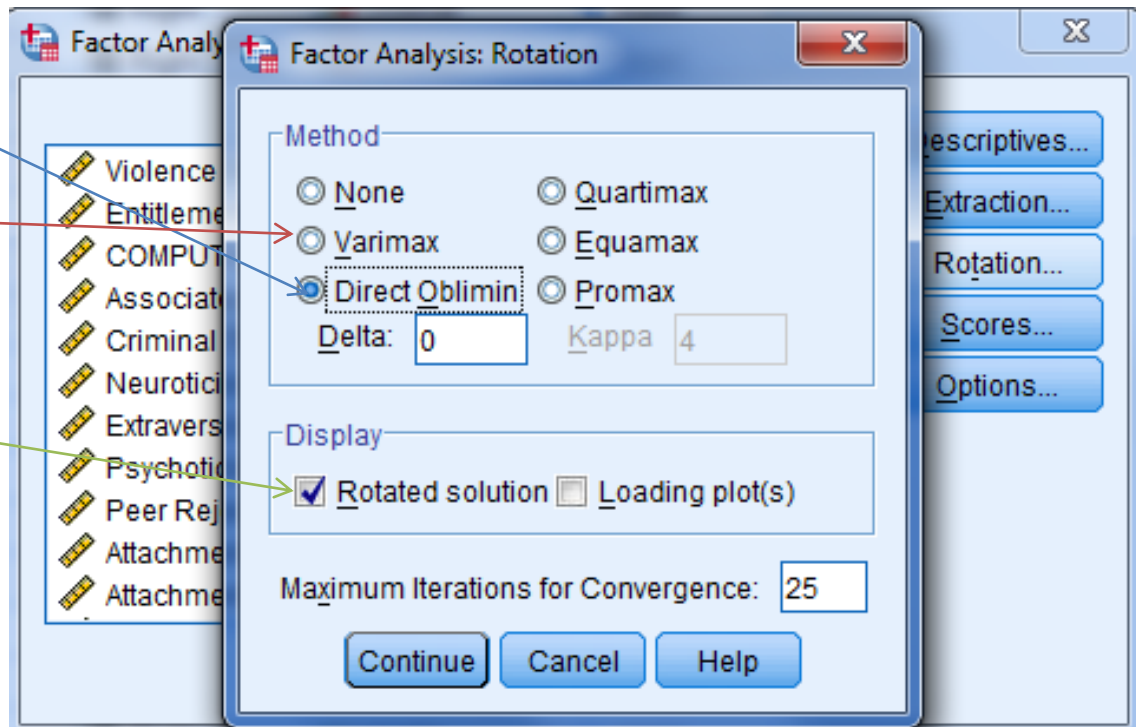 Factor Analy
Factor Analysis: Rotation
Method
None
Quartimax
Varimax
Equamax
Direct Oblimin
Promax
Delta: 0
Kappa 4
Display
Rotated solution
Loading plot(s)
Maximum Iterations for Convergence: 25
Continue
Cancel
Help
Violence
Entitleme
COMPUT
Associat
Criminal
Neurotici
Extravers
Psychotic
Peer Rej
Attachme
Attachme
escriptives...
Extraction...
Rotation...
Scores...
Options...